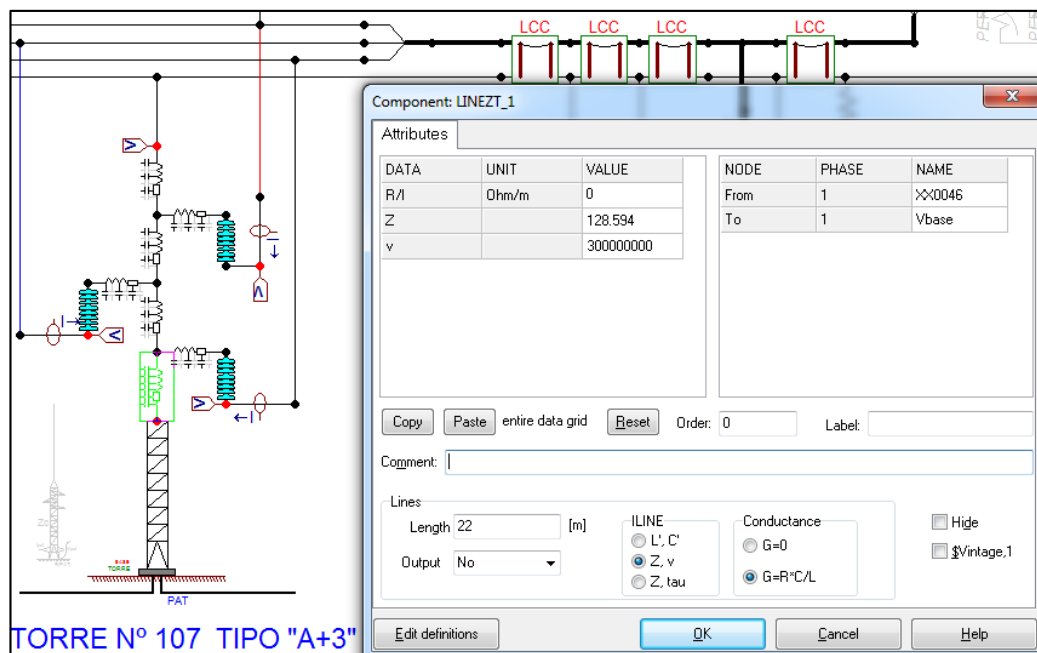 LCC LCC LCC LCC
Component: LINEZT_1
X
Attributes
DATA UNIT VALUE
R/l Ohm/m 0
Z 128.594
v 300000000
NODE PHASE NAME
From 1 XX0046
To 1 Vbase
V
I
V
I
V
V
I
Copy Paste entire data grid Reset Order: 0 Label:
Comment:
Lines
Length 22 [m]
Output No
ILINE
L', C'
Z, v
Z, tau
Conductance
G=0
G=R*C/L
Hide
$Vintage,1
TORRE
PAT
TORRE Nº 107 TIPO "A+3"
Edit definitions OK Cancel Help